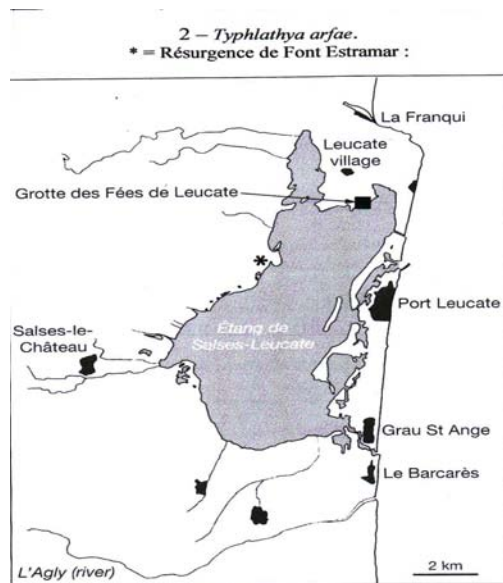 2 – Typhlathya arfae.
* = Résurgence de Font Estramar :
La Franqui
Leucate
village
Grotte des Fées de Leucate
*
Port Leucate
Étang de
Salses-Leucate
Salses-le-
Château
Grau St Ange
Le Barcarès
L'Agly (river)
2 km